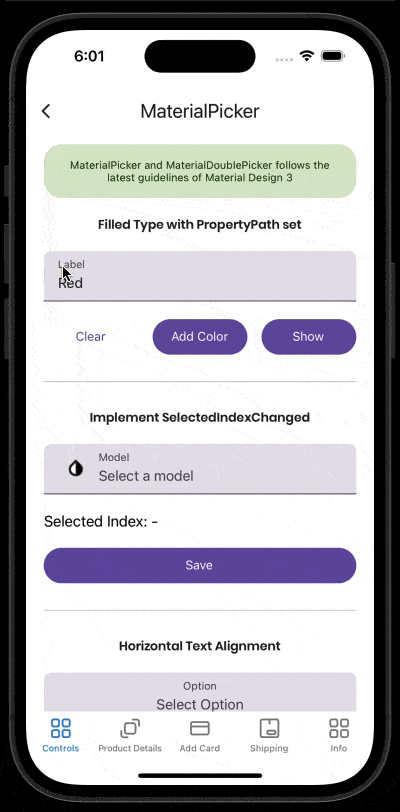 6:01
MaterialPicker
MaterialPicker and MaterialDoublePicker follows the
latest guidelines of Material Design 3
Filled Type with PropertyPath set
Label
Red
Clear Add Color Show
Implement SelectedIndexChanged
Model
Select a model
Selected Index: -
Save
Horizontal Text Alignment
Option
Select Option
Controls Product Details Add Card Shipping Info